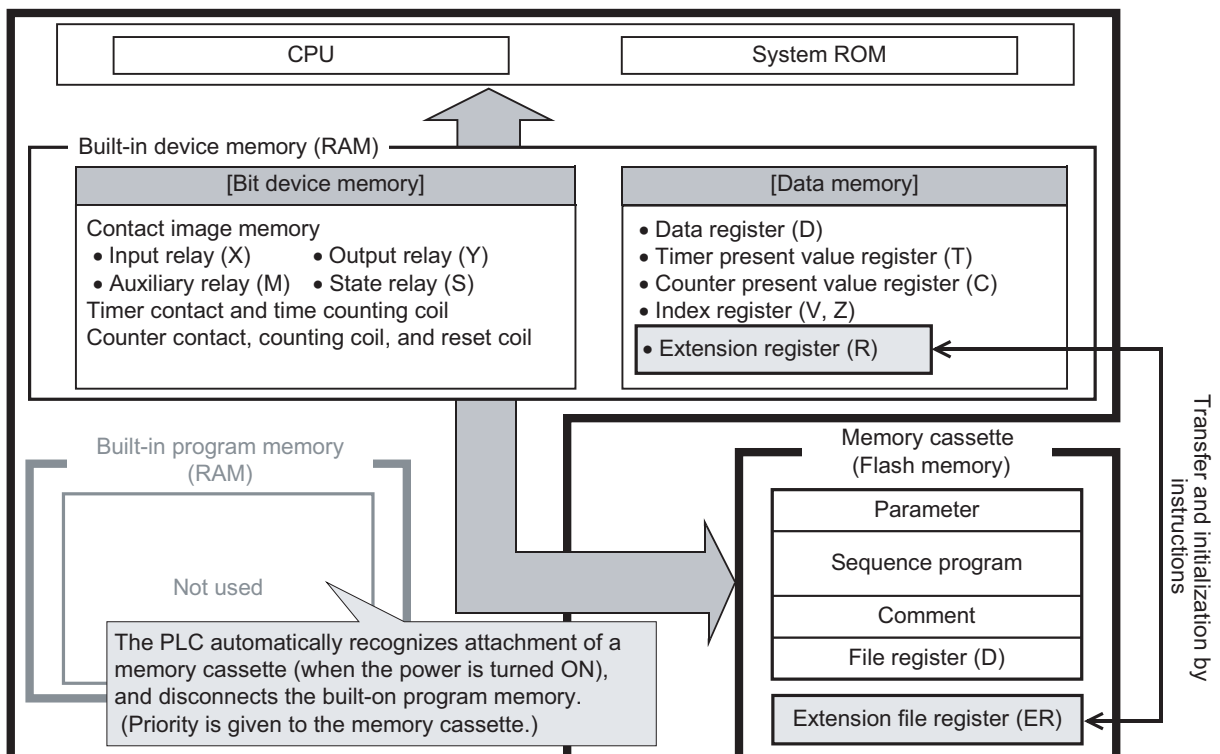 CPU
System ROM
Built-in device memory (RAM)
[Bit device memory]
Contact image memory
• Input relay (X) • Output relay (Y)
• Auxiliary relay (M) • State relay (S)
Timer contact and time counting coil
Counter contact, counting coil, and reset coil
[Data memory]
• Data register (D)
• Timer present value register (T)
• Counter present value register (C)
• Index register (V, Z)
• Extension register (R)
Transfer and initialization by
instructions
Built-in program memory
(RAM)
Not used
The PLC automatically recognizes attachment of a
memory cassette (when the power is turned ON),
and disconnects the built-on program memory.
(Priority is given to the memory cassette.)
Memory cassette
(Flash memory)
Parameter
Sequence program
Comment
File register (D)
Extension file register (ER)